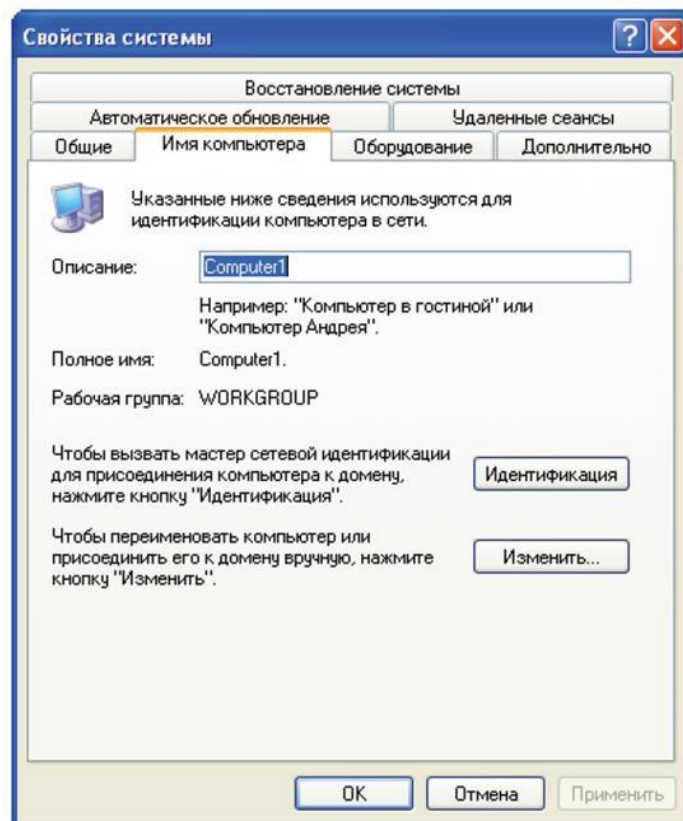 Свойства системы
Восстановление системы
Автоматическое обновление
Удаленные сеансы
Общие
Имя компьютера
Оборудование
Дополнительно
Указанные ниже сведения используются для
идентификации компьютера в сети.
Описание:
Computer1
Например: "Компьютер в гостиной" или
"Компьютер Андрея".
Полное имя:
Computer1.
Рабочая группа:
WORKGROUP
Чтобы вызвать мастер сетевой идентификации
для присоединения компьютера к домену,
нажмите кнопку "Идентификация".
Идентификация
Чтобы переименовать компьютер или
присоединить его к домену вручную, нажмите
кнопку "Изменить".
Изменить...
OK
Отмена
Применить